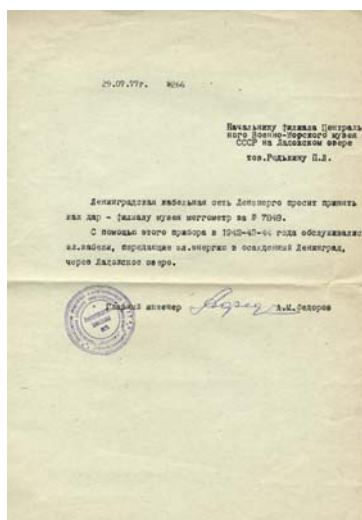 29.07.77г. №266
Начальнику филиала Централь
ного Военно-Морского музея
СССР на Ладожском озере
тов. Редькину П.Л.
Ленинградская кабельная сеть Ленэнерго просит принять
как дар - филиалу музея меггометр за № 7848.
С помощью этого прибора в 1942-43-44 года обслуживались
эл.кабели, передающие эл.энергию в осажденный Ленинград,
через Ладожское озеро.
Главный инженер А.М.Федоров